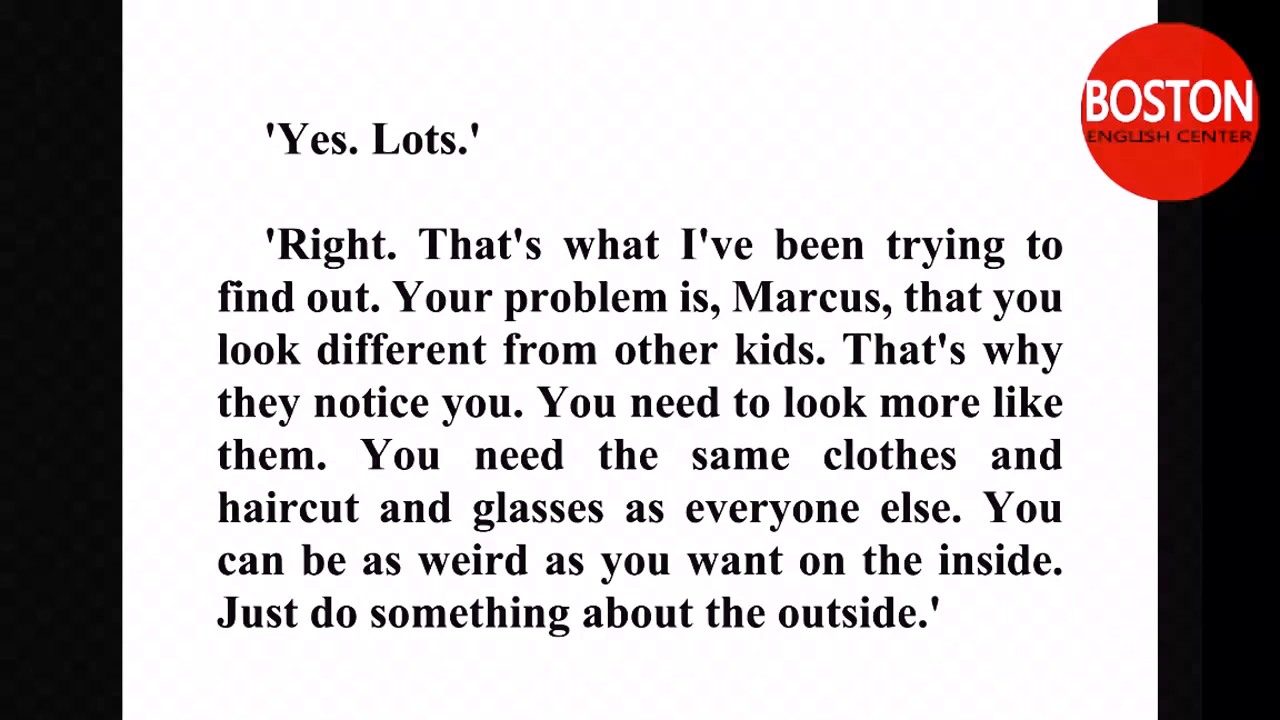 BOSTON
ENGLISH CENTER
'Yes. Lots.'
'Right. That's what I've been trying to
find out. Your problem is, Marcus, that you
look different from other kids. That's why
they notice you. You need to look more like
them. You need the same clothes and
haircut and glasses as everyone else. You
can be as weird as you want on the inside.
Just do something about the outside.'